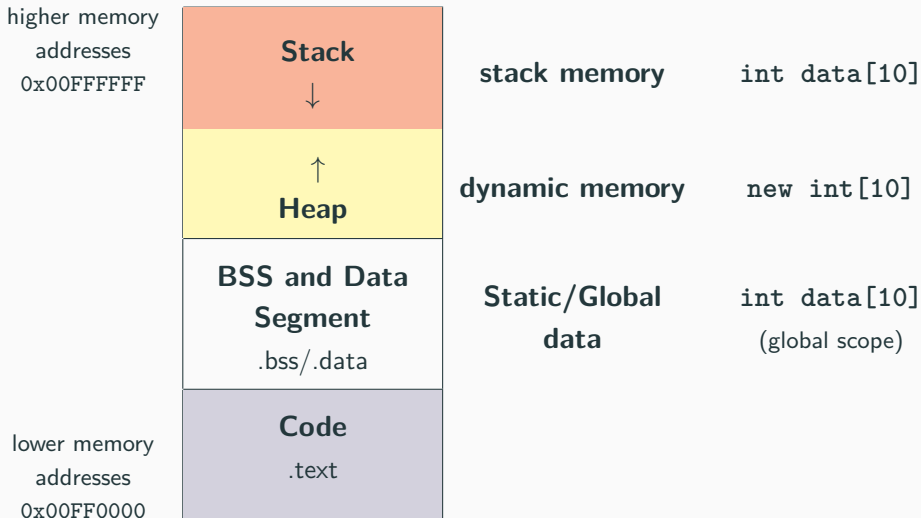 higher memory
addresses
0x00FFFFFF
Stack
↓
stack memory
int data[10]
↑
Heap
dynamic memory
new int[10]
BSS and Data
Segment
.bss/.data
Static/Global
data
int data[10]
(global scope)
Code
.text
lower memory
addresses
0x00FF0000